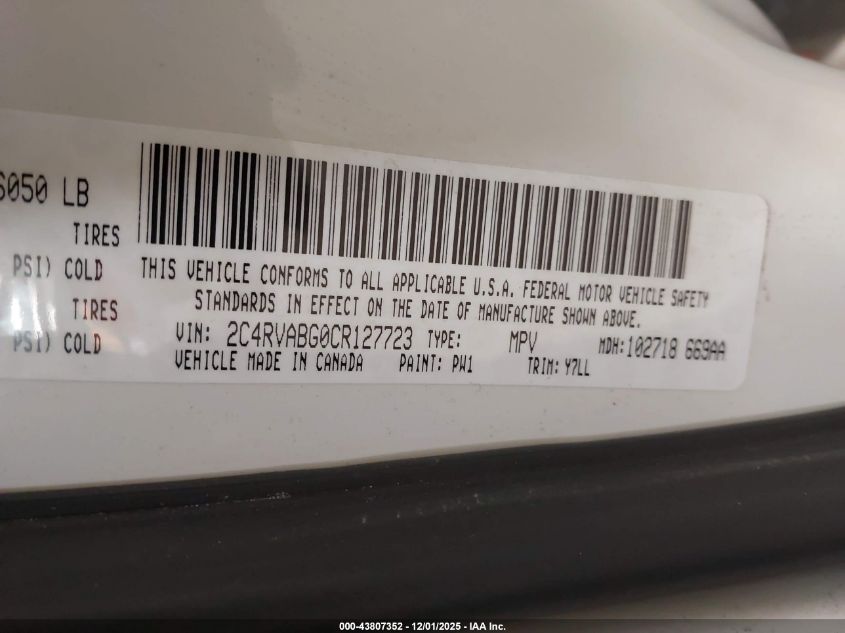 6050 LB
TIRES
PSI) COLD
TIRES
PSI) COLD
THIS VEHICLE CONFORMS TO ALL APPLICABLE U.S.A. FEDERAL MOTOR VEHICLE SAFETY
STANDARDS IN EFFECT ON THE DATE OF MANUFACTURE SHOWN ABOVE.
VIN: 2C4RVABG0CR127723 TYPE: MPV MDH:102718 669AA
VEHICLE MADE IN CANADA PAINT: PW1 TRIM: Y7LL
000-43807352 | 12/01/2025 - IAA Inc.